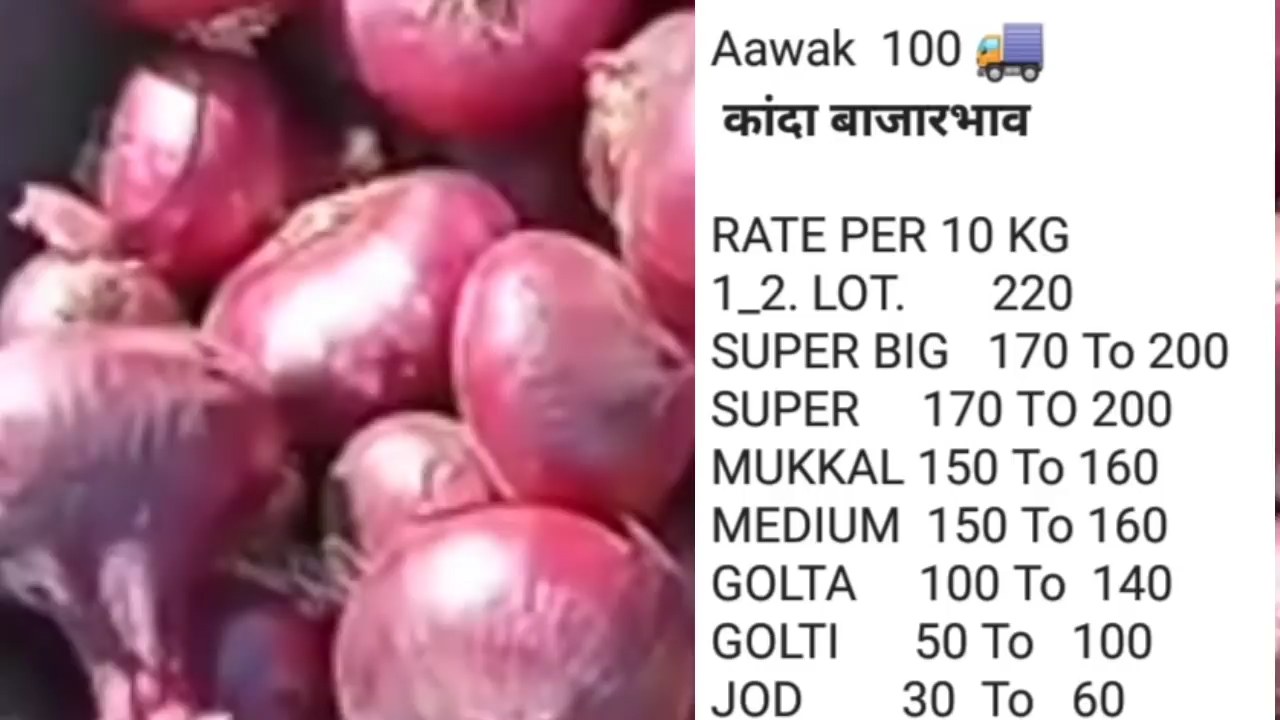 Aawak 100
कांदा बाजारभाव
RATE PER 10 KG
1_2. LOT. 220
SUPER BIG 170 To 200
SUPER 170 TO 200
MUKKAL 150 To 160
MEDIUM 150 To 160
GOLTA 100 To 140
GOLTI 50 To 100
JOD 30 To 60